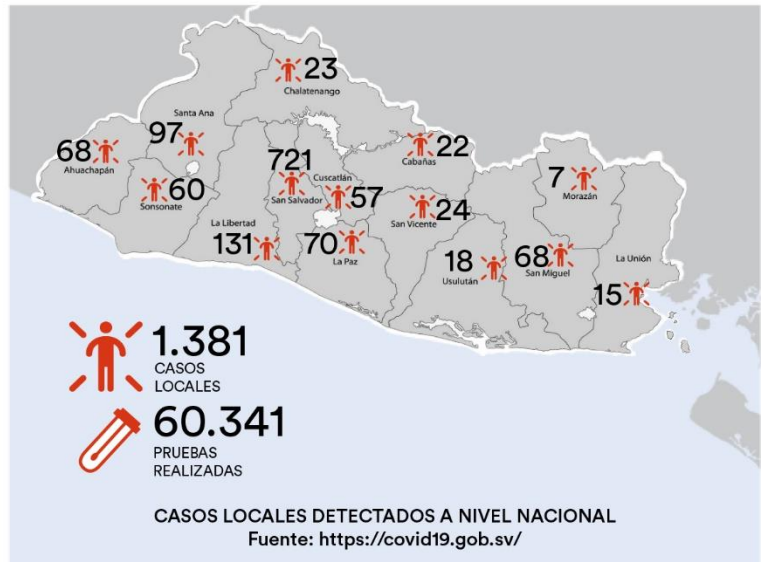 23
Chalatenango
Santa Ana
97
68
Ahuachapán
60
Sonsonate
721
San Salvador
Cuscatlán
57
22
Cabañas
7
Morazán
La Libertad
131
70
La Paz
24
San Vicente
18
Usulután
68
San Miguel
La Unión
15
1.381
CASOS
LOCALES
60.341
PRUEBAS
REALIZADAS
CASOS LOCALES DETECTADOS A NIVEL NACIONAL
Fuente: https://covid19.gob.sv/